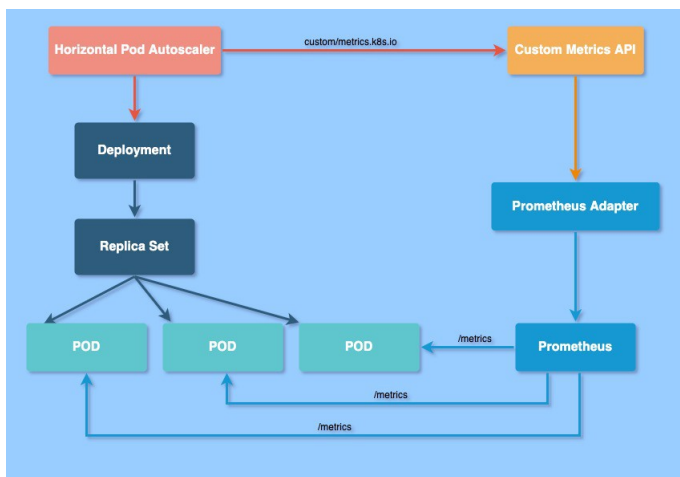 Horizontal Pod Autoscaler
custom/metrics.k8s.io
Custom Metrics API
Deployment
Prometheus Adapter
Replica Set
POD
POD
POD
/metrics
Prometheus
/metrics
/metrics